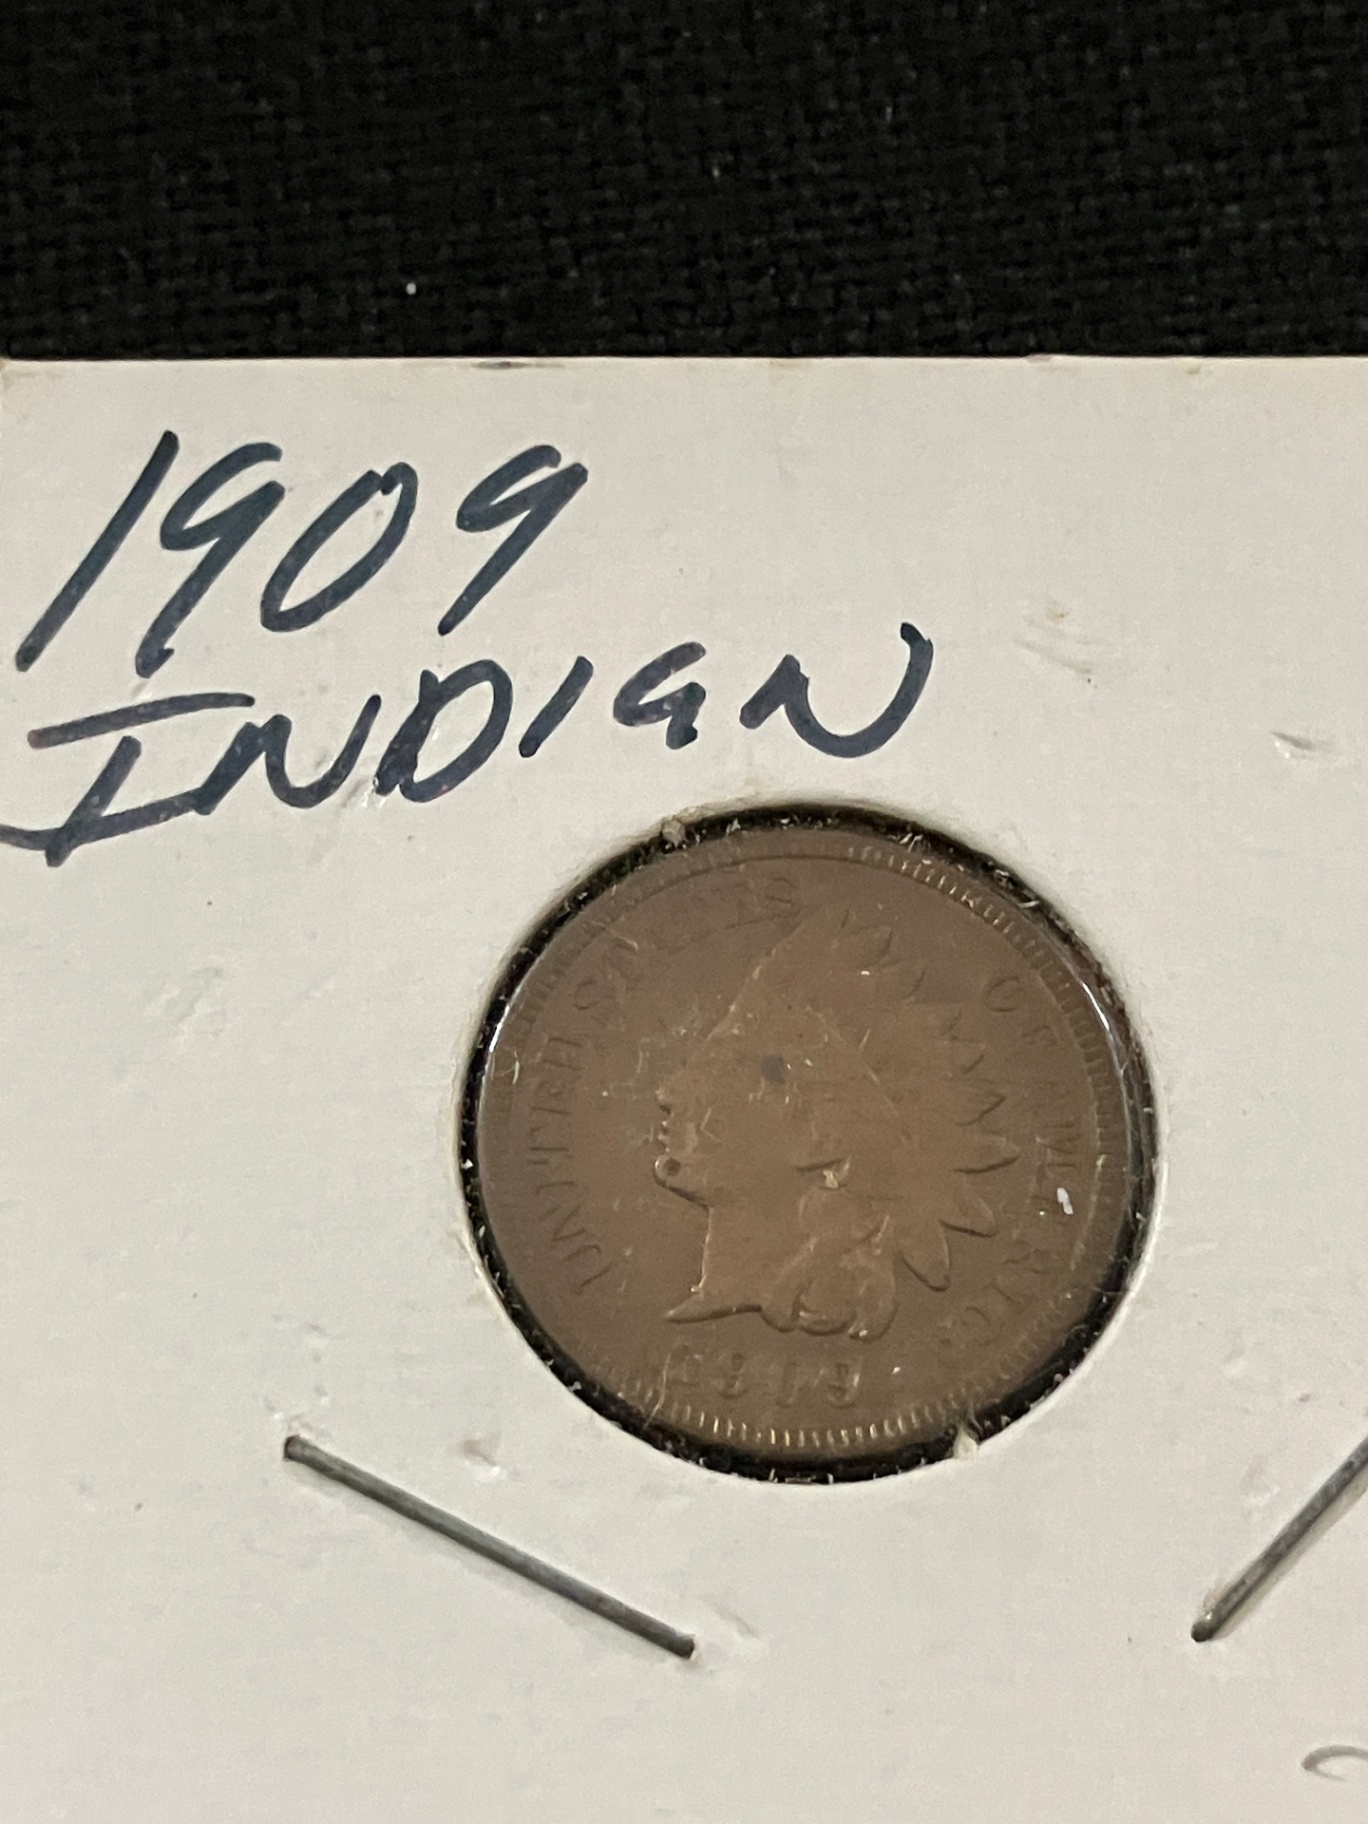 1909
INDIAN
UNITED STATES OF AMERICA
1909